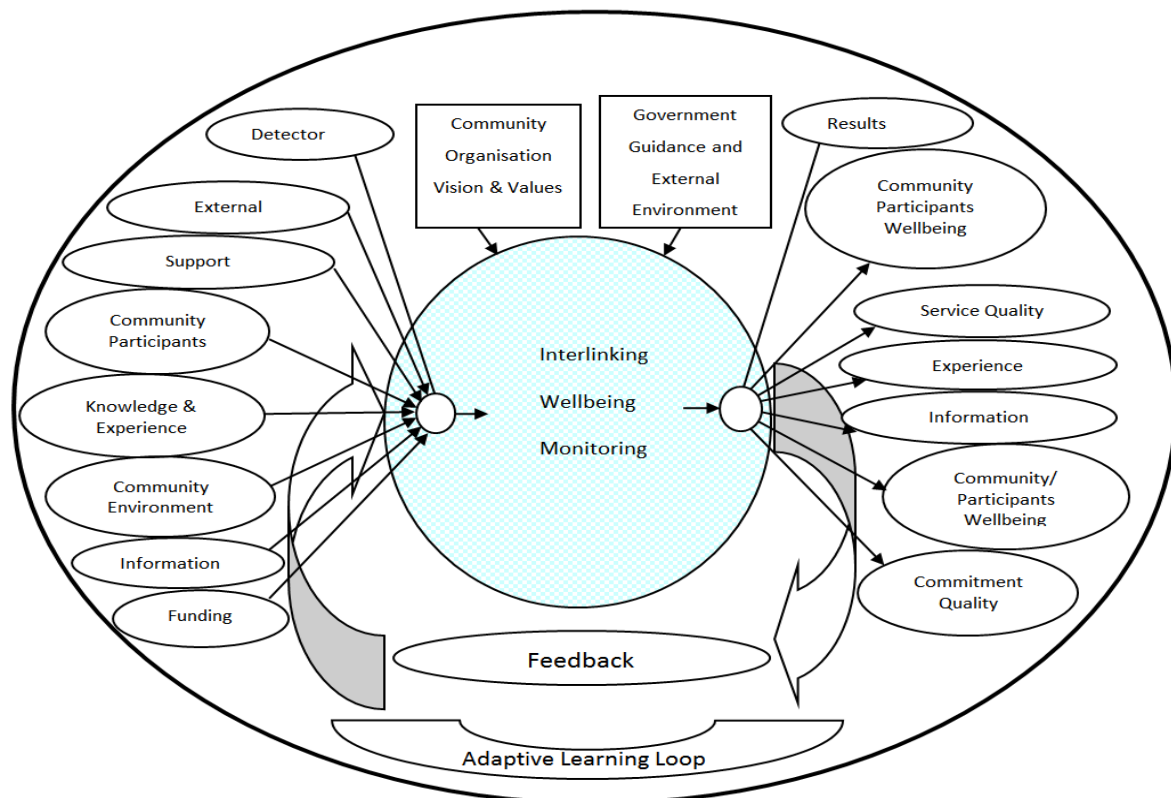 Detector
External
Support
Community
Participants
Knowledge &
Experience
Community
Environment
Information
Funding
Community
Organisation
Vision & Values
Government
Guidance and
External
Environment
Interlinking
Wellbeing
Monitoring
Results
Community
Participants
Wellbeing
Service Quality
Experience
Information
Community/
Participants
Wellbeing
Commitment
Quality
Feedback
Adaptive Learning Loop